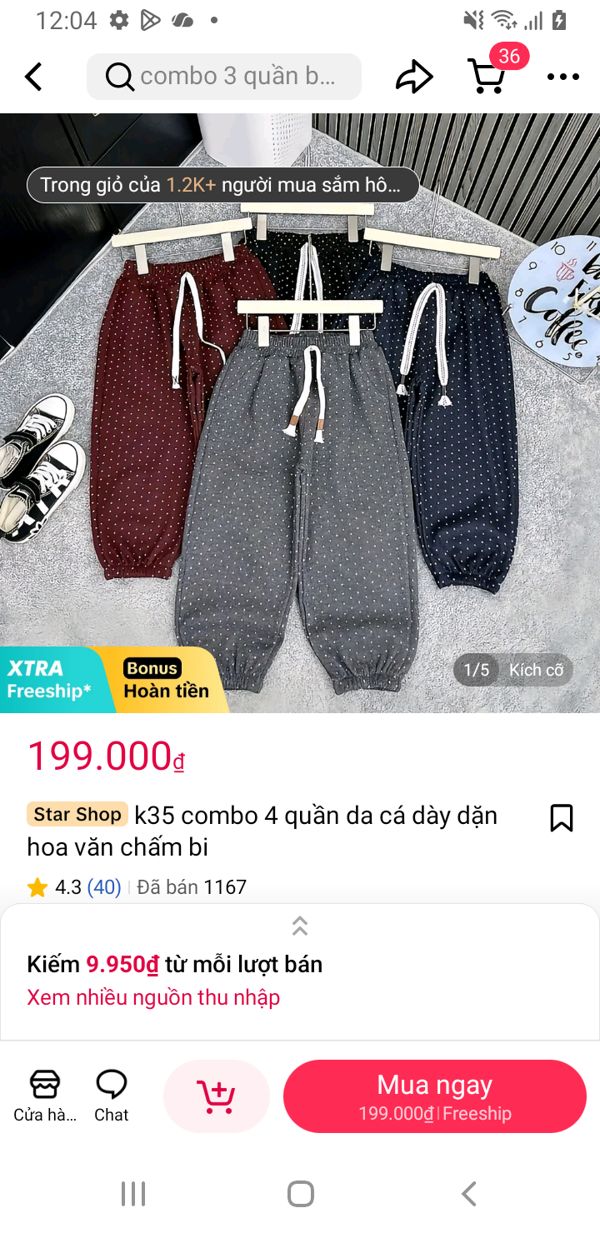 12:04
combo 3 quần b...
36
Trong giỏ của 1.2K+ người mua sắm hô...
Coffee
XTRA
Freeship*
Bonus
Hoàn tiền
1/5 Kích cỡ
199.000₫
Star Shop k35 combo 4 quần da cá dày dặn
hoa văn chấm bi
4.3 (40) Đã bán 1167
Kiếm 9.950₫ từ mỗi lượt bán
Xem nhiều nguồn thu nhập
Cửa hà...
Chat
Mua ngay
199.000₫ | Freeship